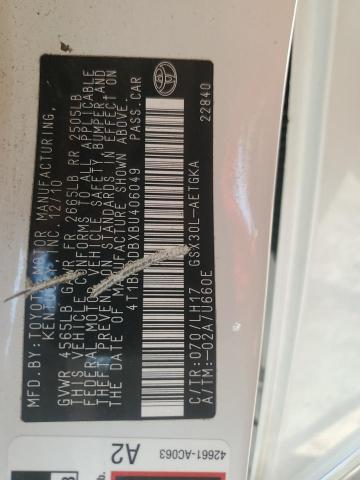 MFD.BY: TOYOTA MOTOR MANUFACTURING,
KENTUCKY, INC. 12/10
GVWR 4565LB GAWR FR 2665LB RR 2505LB
THIS VEHICLE CONFORMS TO ALL APPLICABLE
FEDERAL MOTOR VEHICLE SAFETY, BUMPER, AND
THEFT PREVENTION STANDARDS IN EFFECT ON
THE DATE OF MANUFACTURE SHOWN ABOVE.
PASS.CAR
C/TR:070/LH17 GSX30L-AETGKA
A/TM:-02A/U660E 22840
42661-AC063
A2